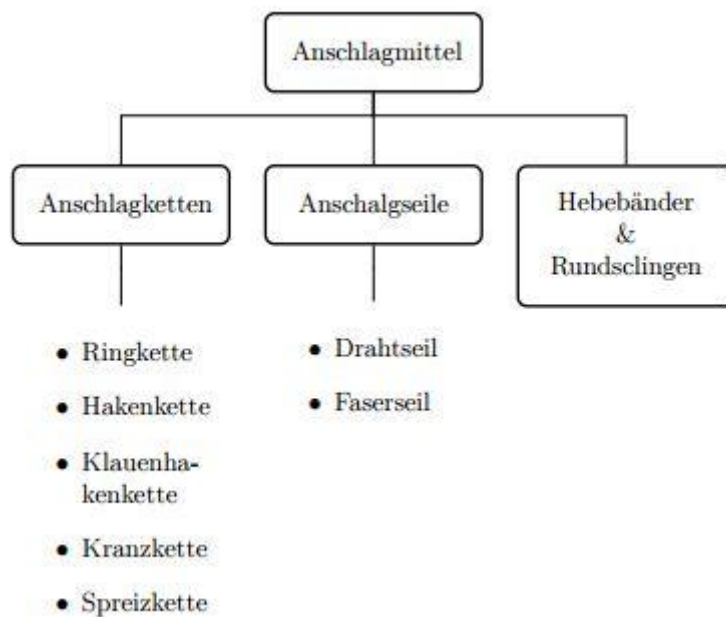 Anschlagmittel
Anschlagketten
Anschalgseile
Hebebänder
&
Rundsclingen
• Ringkette
• Hakenkette
• Klauenha-
kenkette
• Kranzkette
• Spreizkette
• Drahtseil
• Faserseil